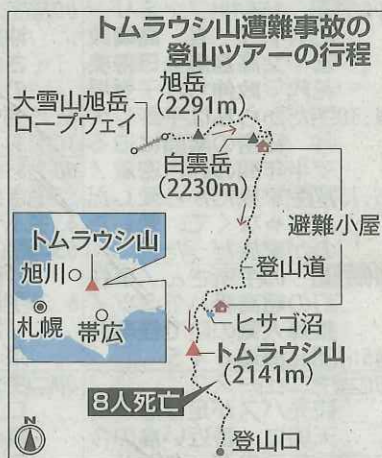 トムラウシ山遭難事故の
登山ツアーの行程
旭岳
(2291m)
大雪山旭岳
ロープウェイ
白雲岳
(2230m)
避難小屋
トムラウシ山
旭川
札幌
帯広
登山道
ヒサゴ沼
トムラウシ山
(2141m)
8人死亡
登山口
N